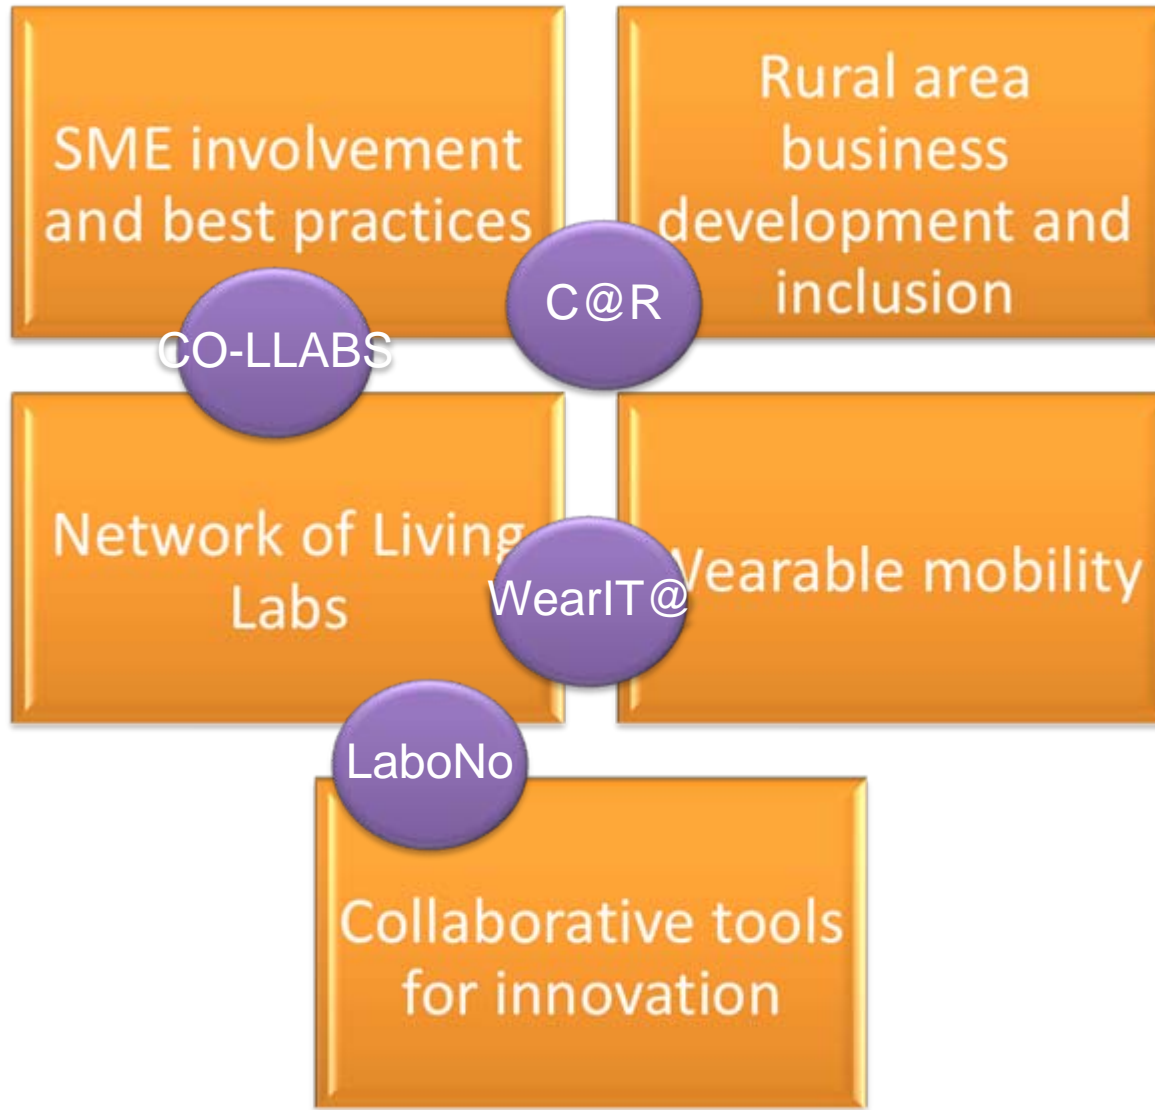 SME involvement
and best practices
Rural area
business
development and
inclusion
C@R
CO-LLABS
Network of Living
Labs
WearIT@
Wearable mobility
LaboNo
Collaborative tools
for innovation